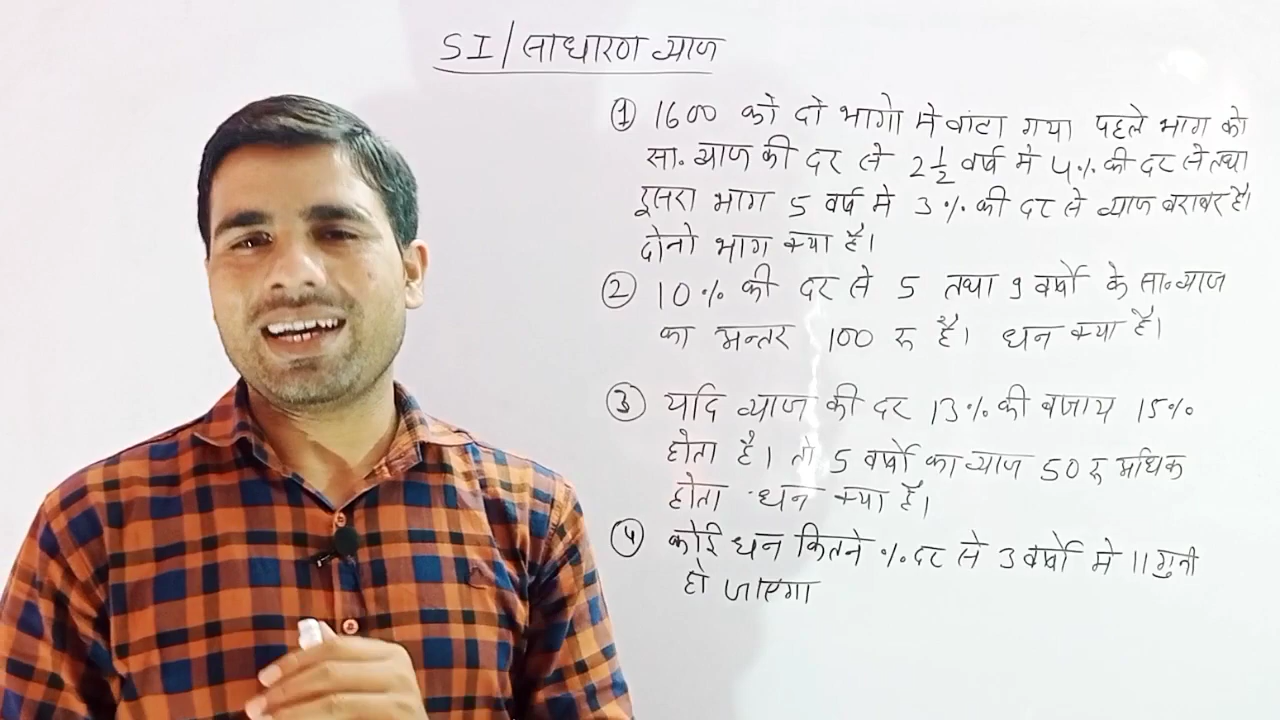 SI/साधारण ब्याज
① 1600 को दो भागो मे बांटा गया पहले भाग को
सा. ब्याज की दर से 2 1/2 वर्ष मे 4% की दर से तथा
दूसरा भाग 5 वर्ष मे 3% की दर से ब्याज बराबर है।
दोनो भाग क्या है।
② 10% की दर से 5 तथा 9 वर्षो के सा. ब्याज
का अन्तर 100 रू है। धन क्या है।
③ यदि ब्याज की दर 13% की बजाय 15%
होता है। तो 5 वर्षो का ब्याज 50 रू अधिक
होता धन क्या है।
④ कोई धन कितने % दर से 3 वर्षो मे 11 गुनी
हो जाएगा